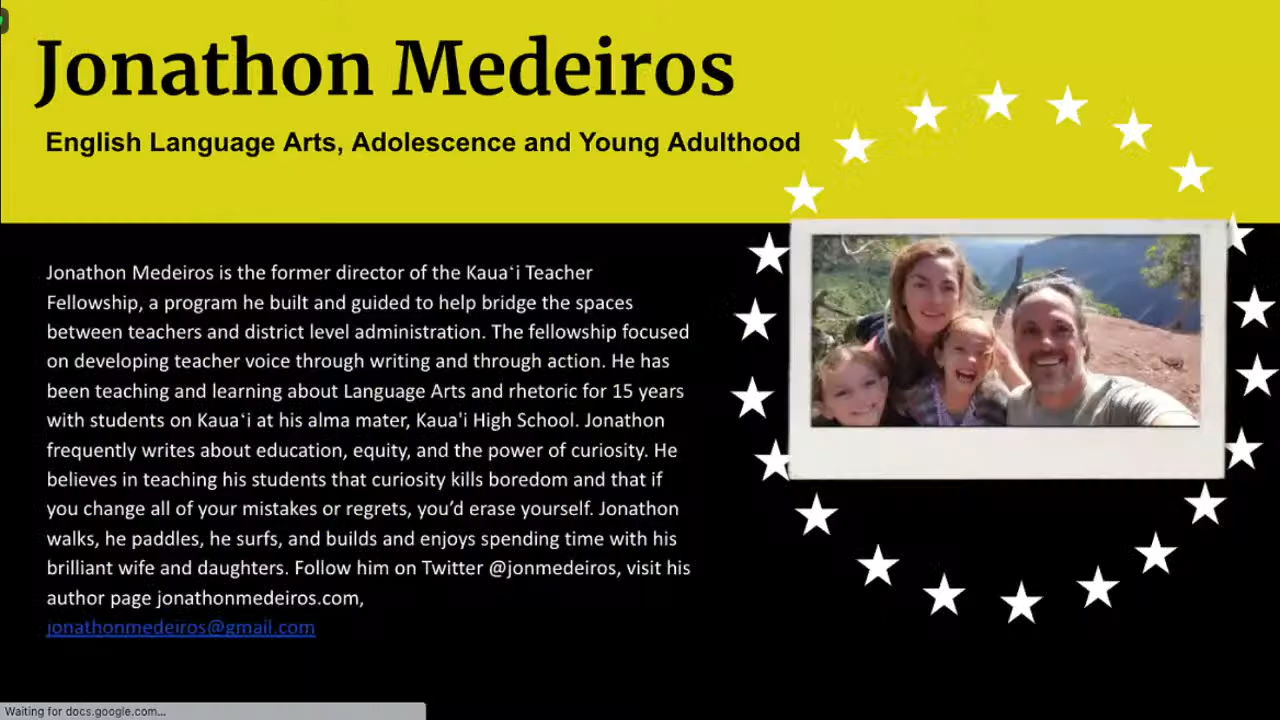 Jonathon Medeiros
English Language Arts, Adolescence and Young Adulthood
Jonathon Medeiros is the former director of the Kauaʻi Teacher
Fellowship, a program he built and guided to help bridge the spaces
between teachers and district level administration. The fellowship focused
on developing teacher voice through writing and through action. He has
been teaching and learning about Language Arts and rhetoric for 15 years
with students on Kauaʻi at his alma mater, Kaua'i High School. Jonathon
frequently writes about education, equity, and the power of curiosity. He
believes in teaching his students that curiosity kills boredom and that if
you change all of your mistakes or regrets, you’d erase yourself. Jonathon
walks, he paddles, he surfs, and builds and enjoys spending time with his
brilliant wife and daughters. Follow him on Twitter @jonmedeiros, visit his
author page jonathonmedeiros.com,
jonathonmedeiros@gmail.com
Waiting for docs.google.com...